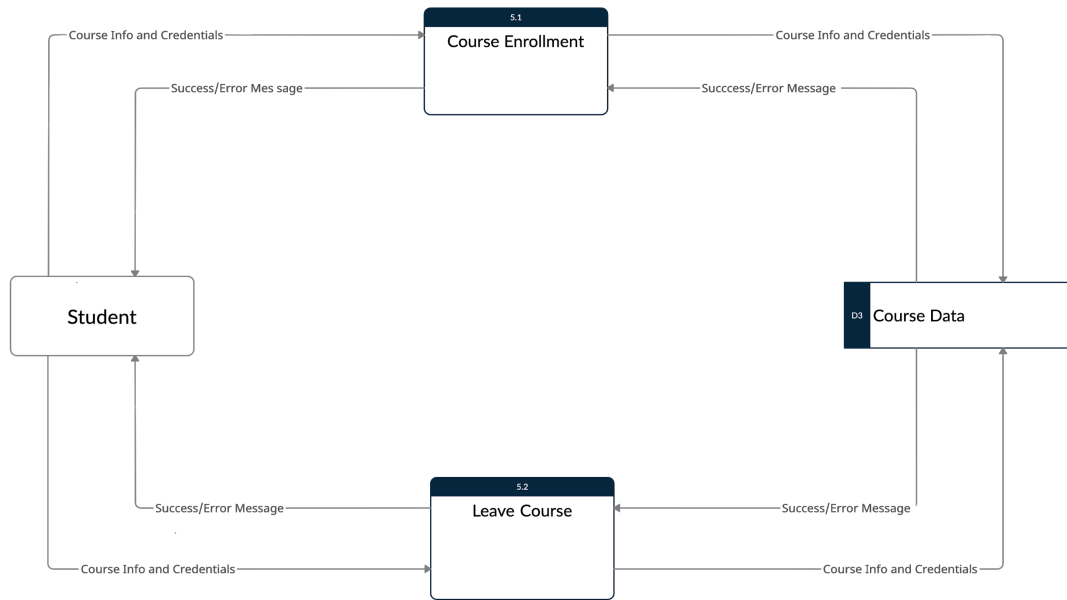 5.1
Course Enrollment
Course Info and Credentials
Course Info and Credentials
Success/Error Mes sage
Succcess/Error Message
Student
D3
Course Data
5.2
Leave Course
Success/Error Message
Success/Error Message
Course Info and Credentials
Course Info and Credentials